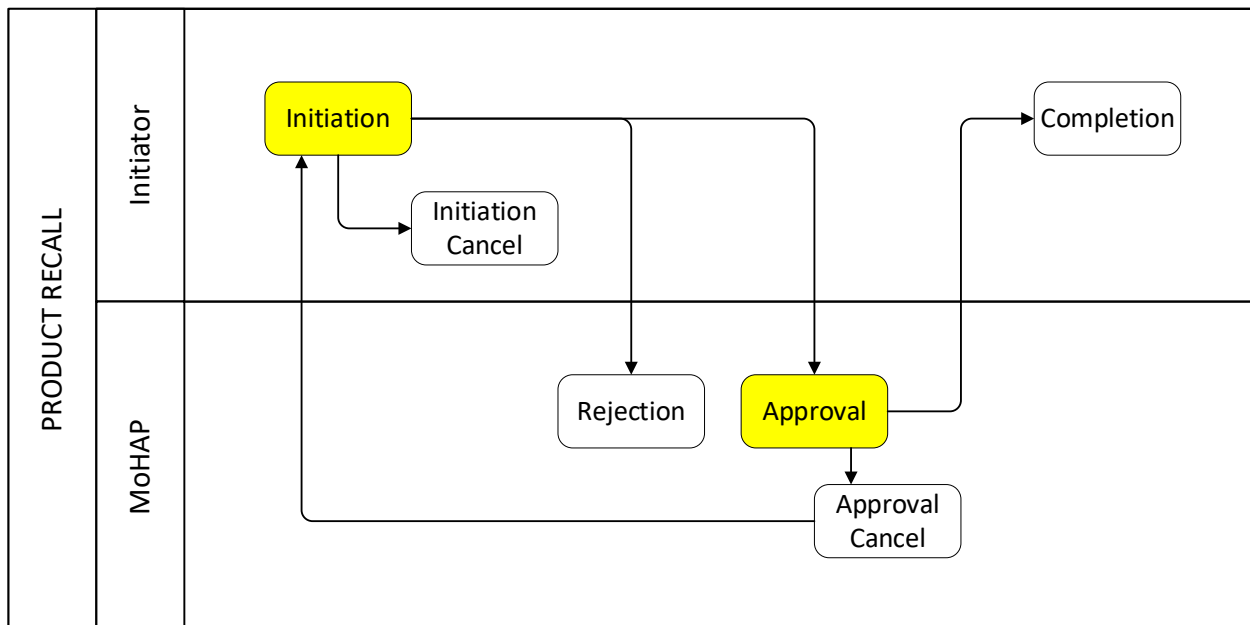 PRODUCT RECALL
Initiator
Initiation
Completion
Initiation
Cancel
MoHAP
Rejection
Approval
Approval
Cancel